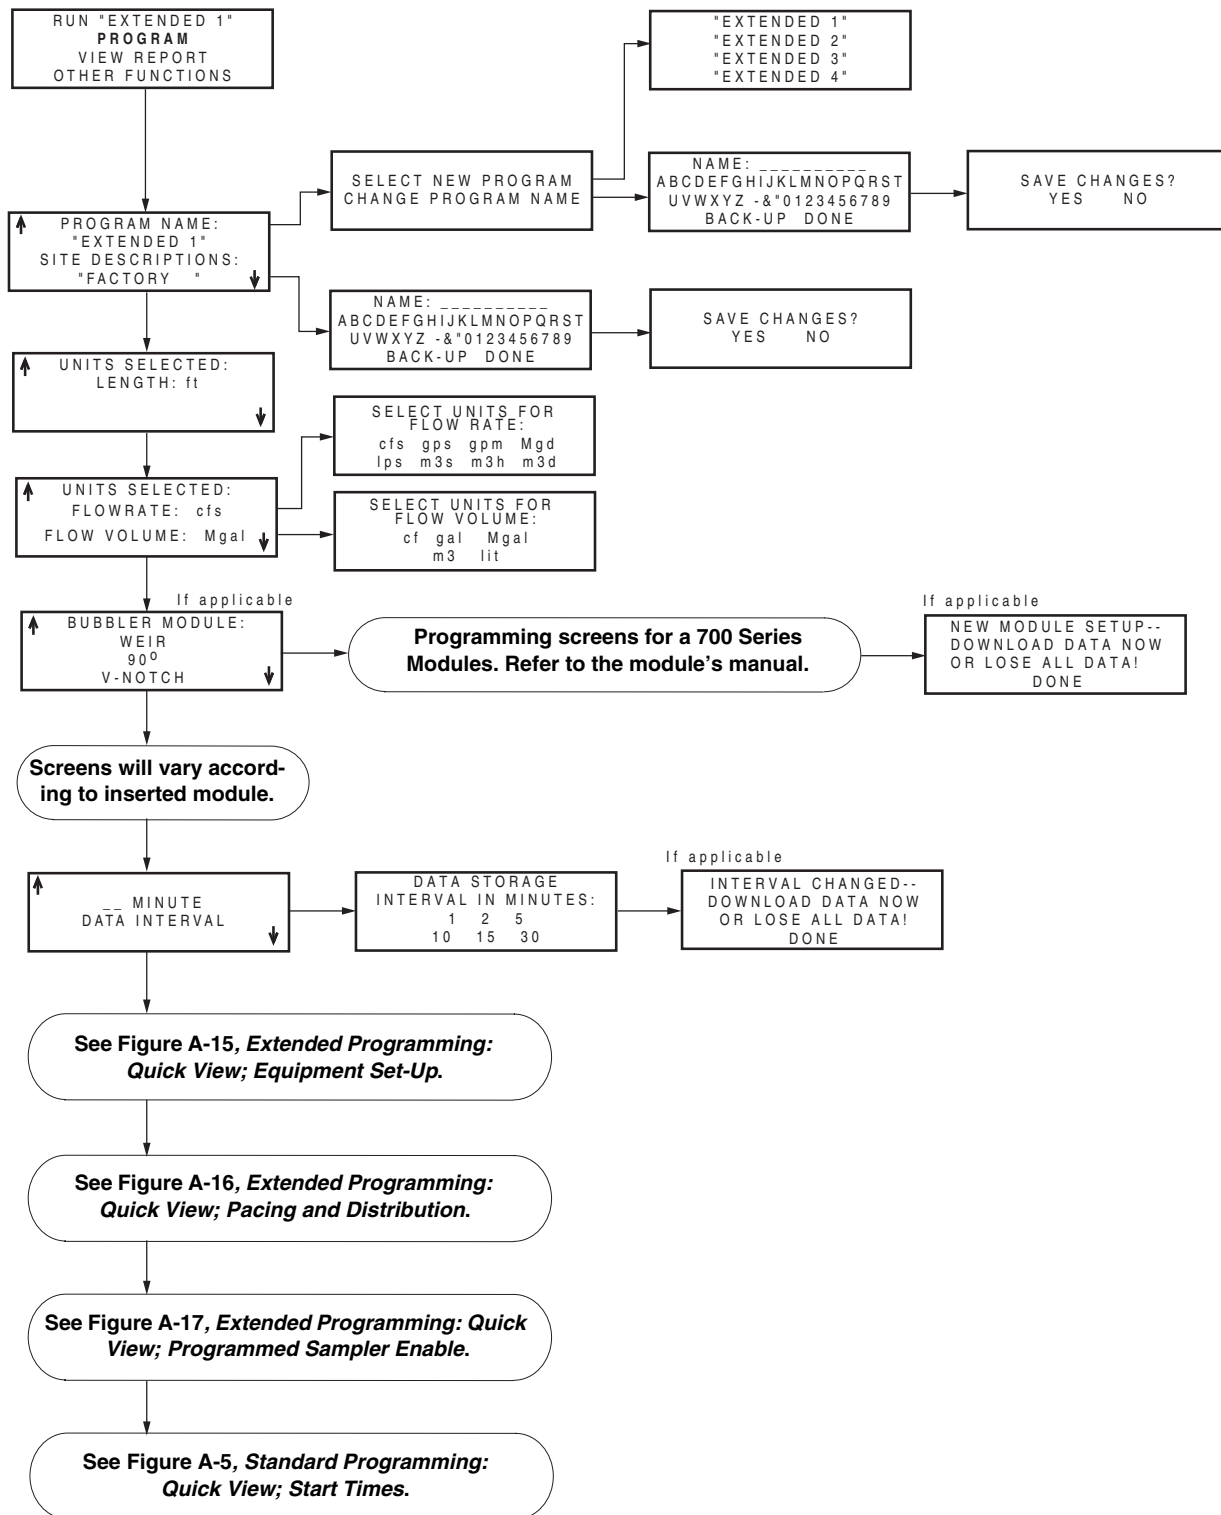 RUN "EXTENDED 1"
PROGRAM
VIEW REPORT
OTHER FUNCTIONS
"EXTENDED 1"
"EXTENDED 2"
"EXTENDED 3"
"EXTENDED 4"
SELECT NEW PROGRAM
CHANGE PROGRAM NAME
NAME: _ _ _ _ _ _ _ _ _ _
ABCDEFGHIJKLMNOPQRST
UVWXYZ -&"0123456789
BACK-UP DONE
SAVE CHANGES?
YES NO
PROGRAM NAME:
"EXTENDED 1"
SITE DESCRIPTIONS:
"FACTORY "
NAME: _ _ _ _ _ _ _ _ _ _
ABCDEFGHIJKLMNOPQRST
UVWXYZ -&"0123456789
BACK-UP DONE
SAVE CHANGES?
YES NO
UNITS SELECTED:
LENGTH: ft
SELECT UNITS FOR
FLOW RATE:
cfs gps gpm Mgd
lps m3s m3h m3d
UNITS SELECTED:
FLOWRATE: cfs
FLOW VOLUME: Mgal
SELECT UNITS FOR
FLOW VOLUME:
cf gal Mgal
m3 lit
If applicable
BUBBLER MODULE:
WEIR
90º
V-NOTCH
Programming screens for a 700 Series
Modules. Refer to the module's manual.
If applicable
NEW MODULE SETUP--
DOWNLOAD DATA NOW
OR LOSE ALL DATA!
DONE
Screens will vary accord-
ing to inserted module.
__ MINUTE
DATA INTERVAL
DATA STORAGE
INTERVAL IN MINUTES:
1 2 5
10 15 30
If applicable
INTERVAL CHANGED--
DOWNLOAD DATA NOW
OR LOSE ALL DATA!
DONE
See Figure A-15, Extended Programming:
Quick View; Equipment Set-Up.
See Figure A-16, Extended Programming:
Quick View; Pacing and Distribution.
See Figure A-17, Extended Programming: Quick
View; Programmed Sampler Enable.
See Figure A-5, Standard Programming:
Quick View; Start Times.